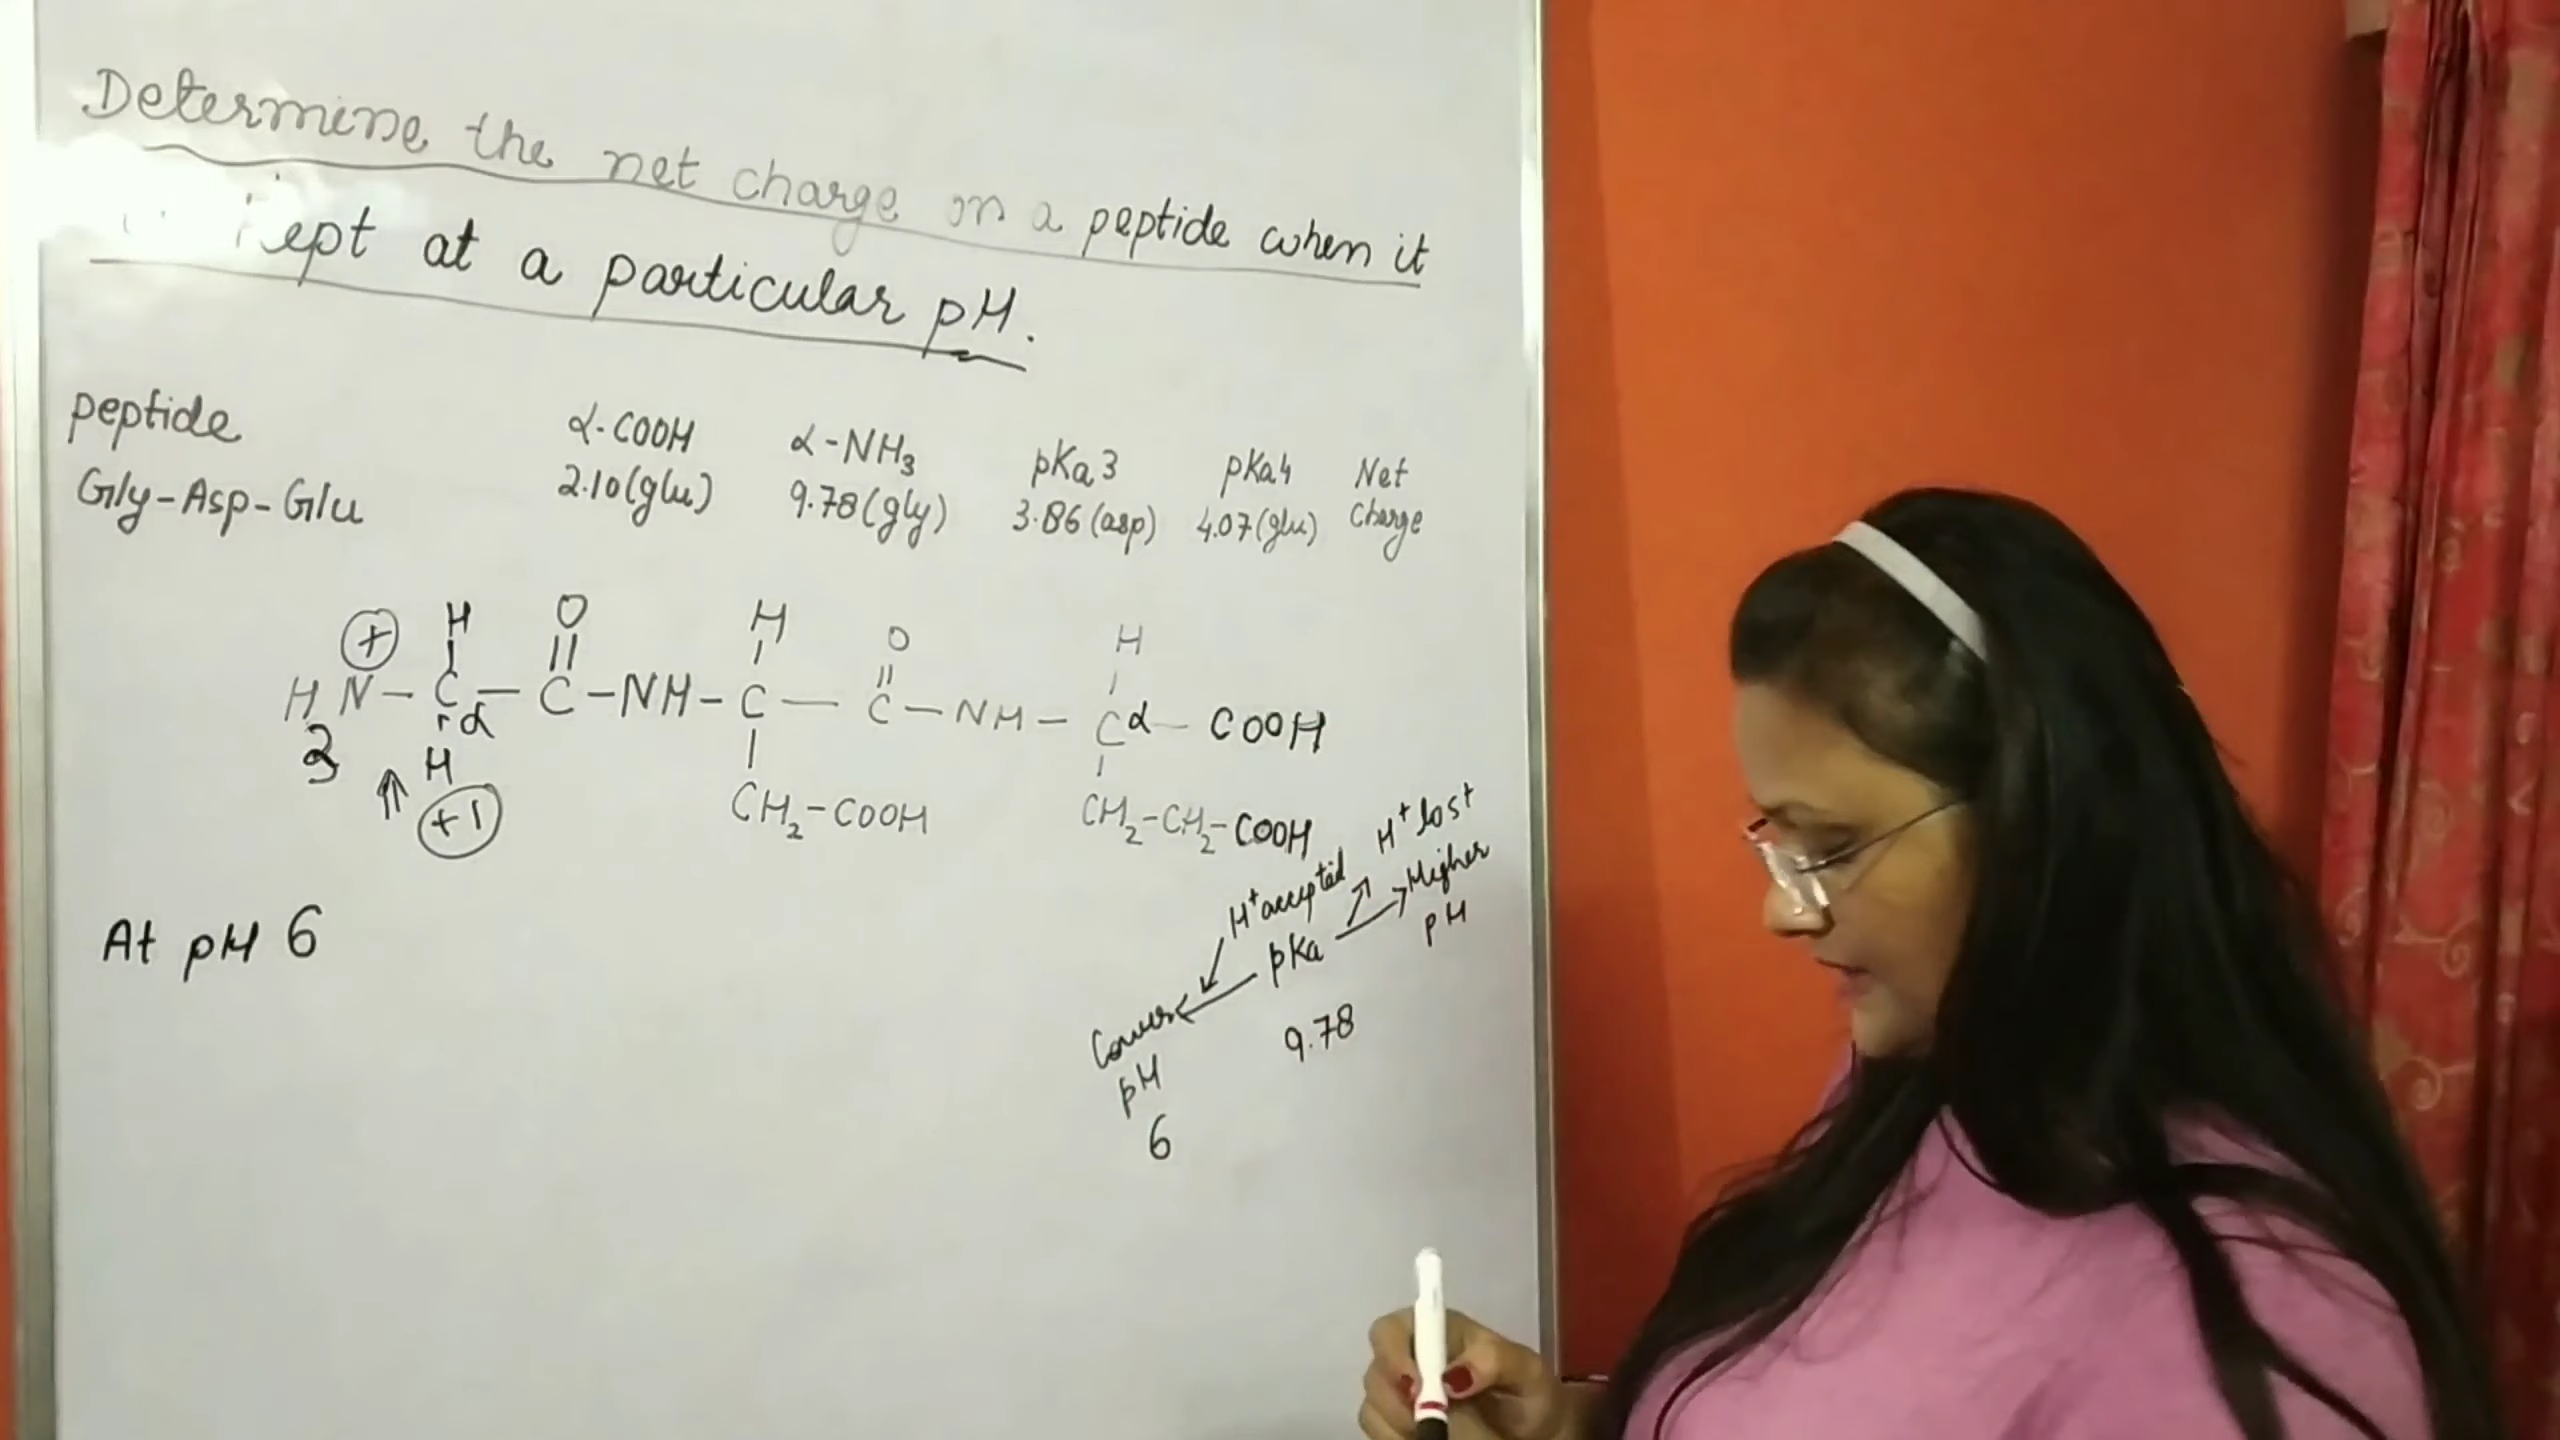 Determine the net charge on a peptide when it
kept at a particular pH.
peptide
α-COOH α-NH3 pKa3 pKa4 Net
Gly-Asp-Glu 2.10(glu) 9.78(gly) 3.86(asp) 4.07(glu) Charge
+ H O H O H
H N - C - C - NH - C - C - NH - C α - COOH
3 α
H
+1 CH2-COOH CH2-CH2-COOH
H+ accepted H+ lost
At pH 6
pKa Higher pH
Lower pH
9.78
6